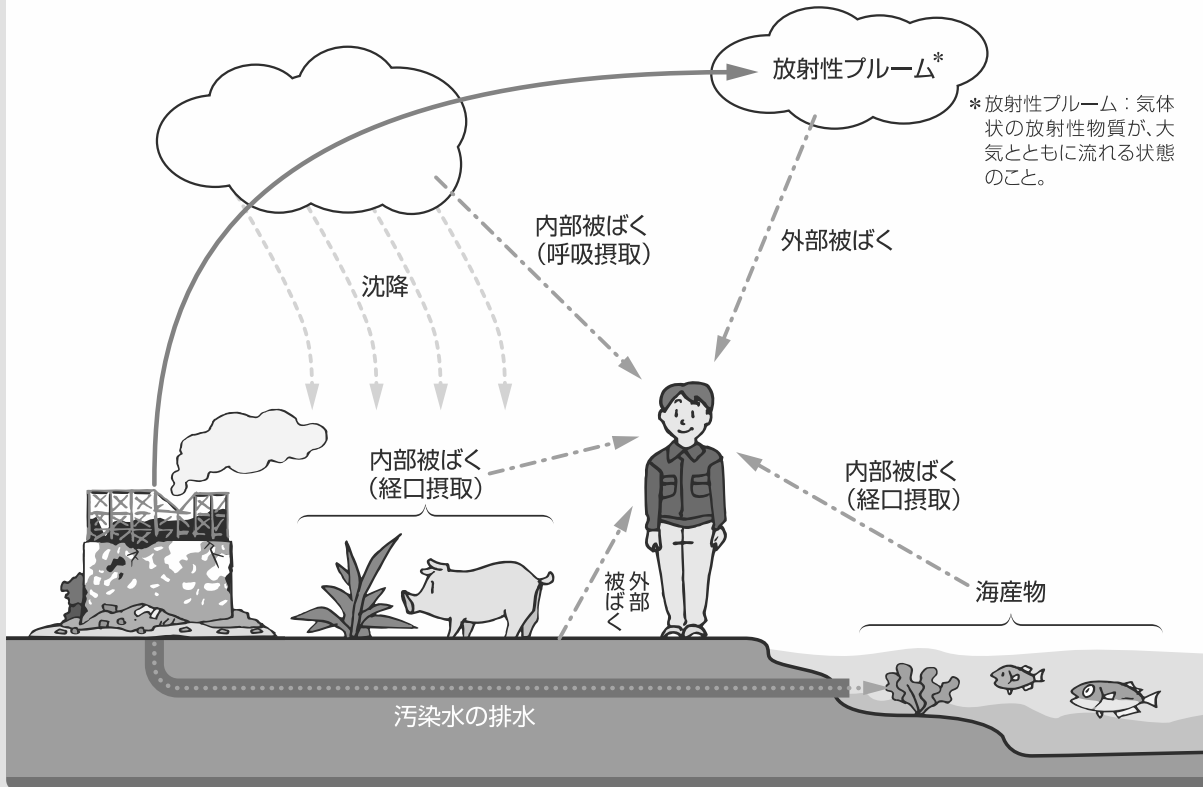 放射性プルーム*
*放射性プルーム：気体
状の放射性物質が、大
気とともに流れる状態
のこと。
内部被ばく
（呼吸摂取）
外部被ばく
沈降
内部被ばく
（経口摂取）
内部被ばく
（経口摂取）
外部
被ばく
海産物
汚染水の排水